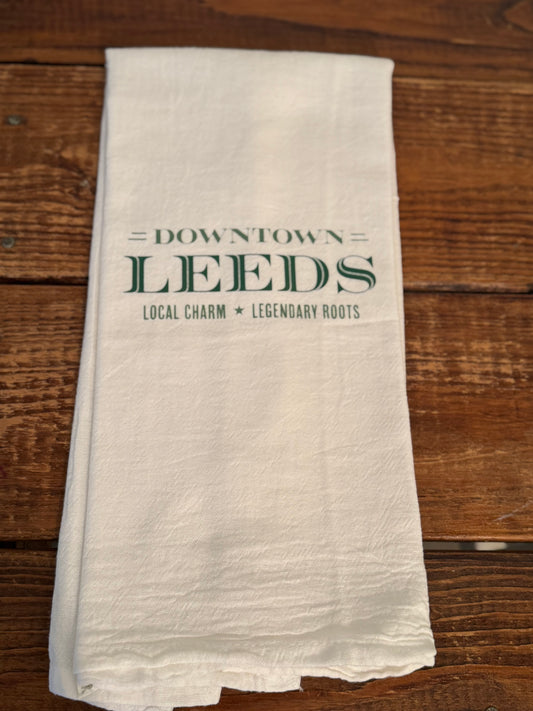 DOWNTOWN
LEEDS
LOCAL CHARM ★ LEGENDARY ROOTS